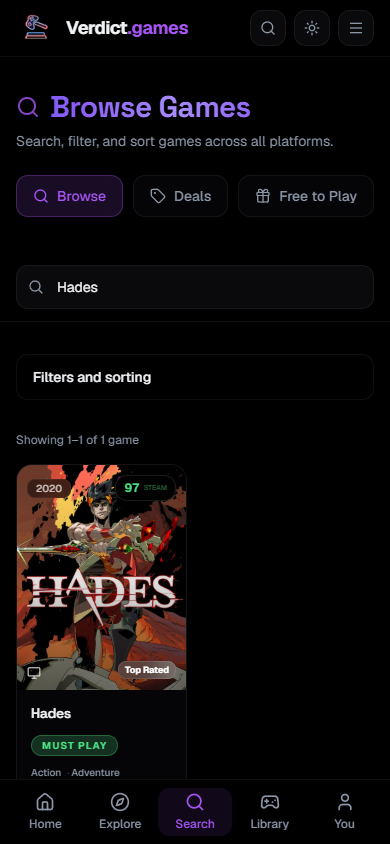 Verdict.games
Browse Games
Search, filter, and sort games across all platforms.
Browse
Deals
Free to Play
Hades
Filters and sorting
Showing 1–1 of 1 game
2020
97 STEAM
HADES
Top Rated
Hades
MUST PLAY
Action · Adventure
Home
Explore
Search
Library
You